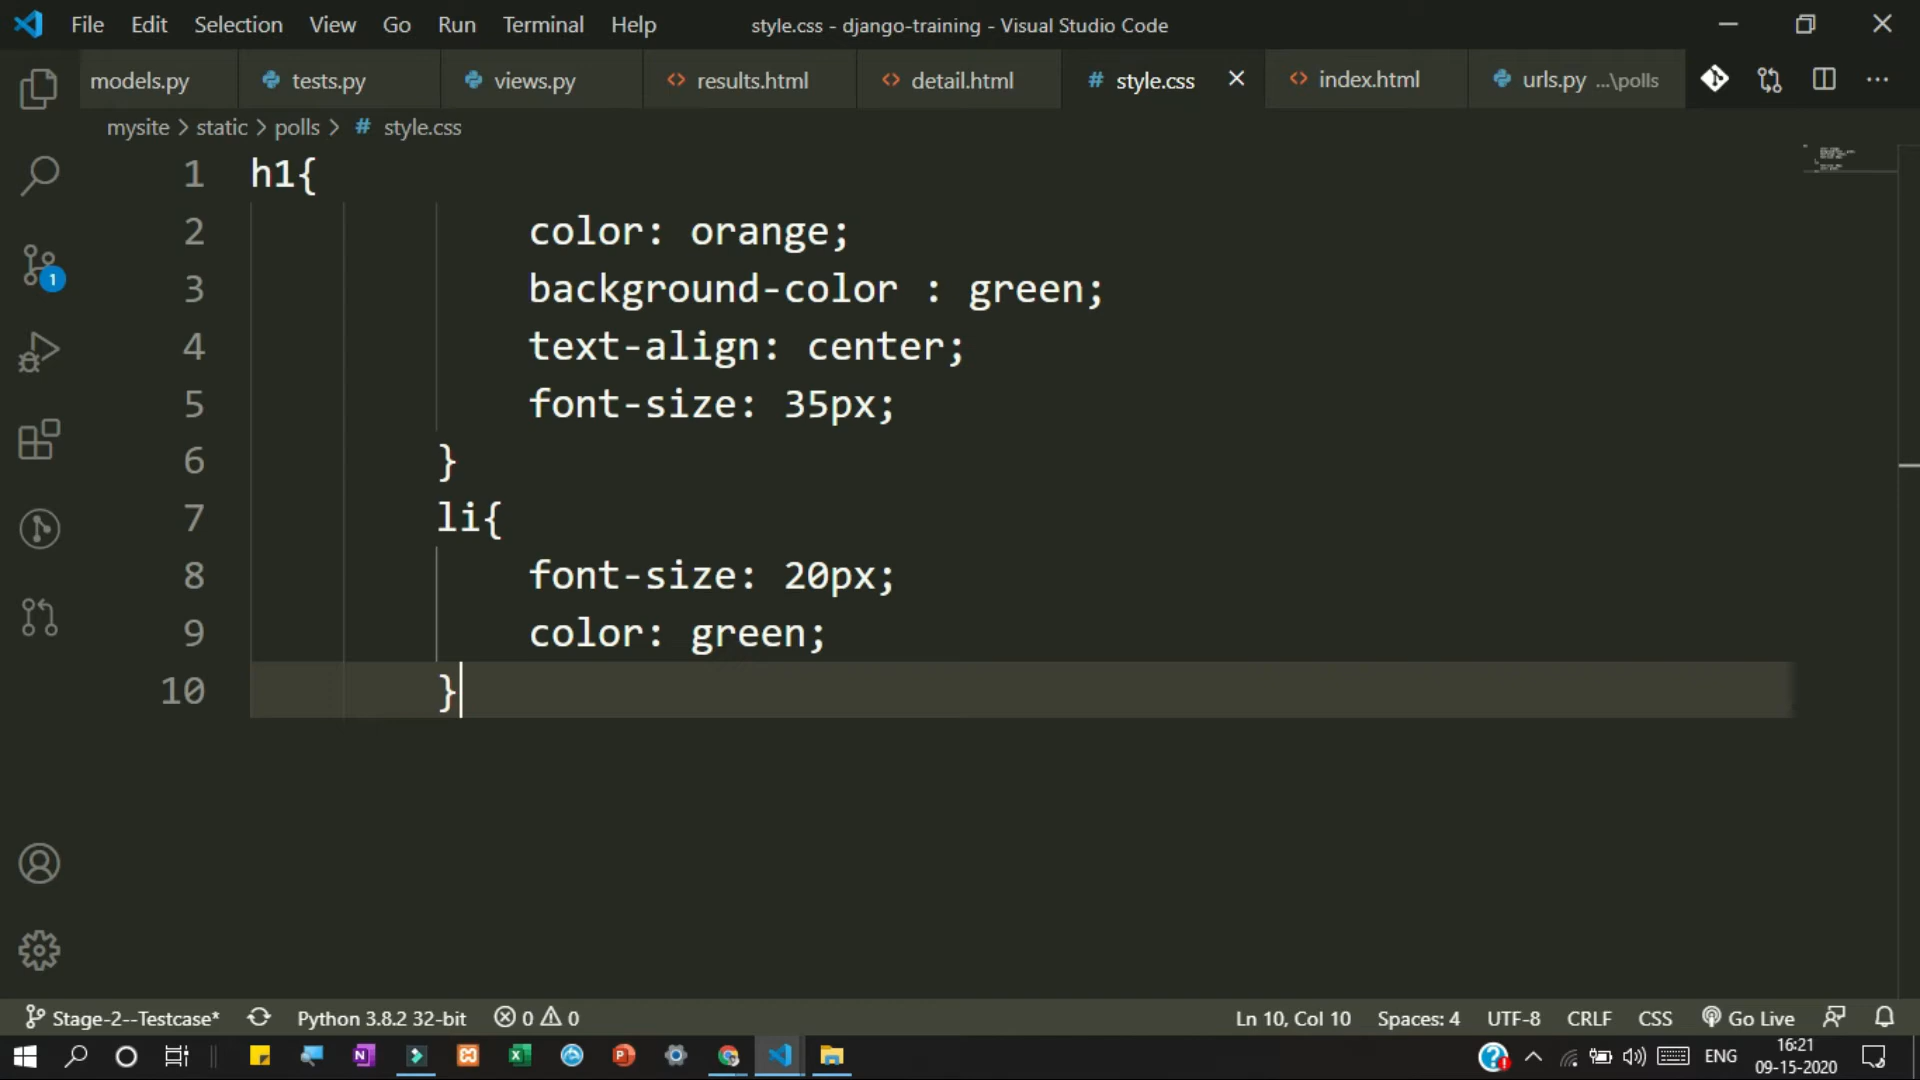 File Edit Selection View Go Run Terminal Help style.css - django-training - Visual Studio Code
models.py tests.py views.py results.html detail.html # style.css index.html urls.py ...\polls
mysite > static > polls > # style.css
1 h1{
2 color: orange;
3 background-color : green;
4 text-align: center;
5 font-size: 35px;
6 }
7 li{
8 font-size: 20px;
9 color: green;
10 }
1
Stage-2--Testcase* Python 3.8.2 32-bit 0 0 Ln 10, Col 10 Spaces: 4 UTF-8 CRLF CSS Go Live
ENG 16:21
09-15-2020